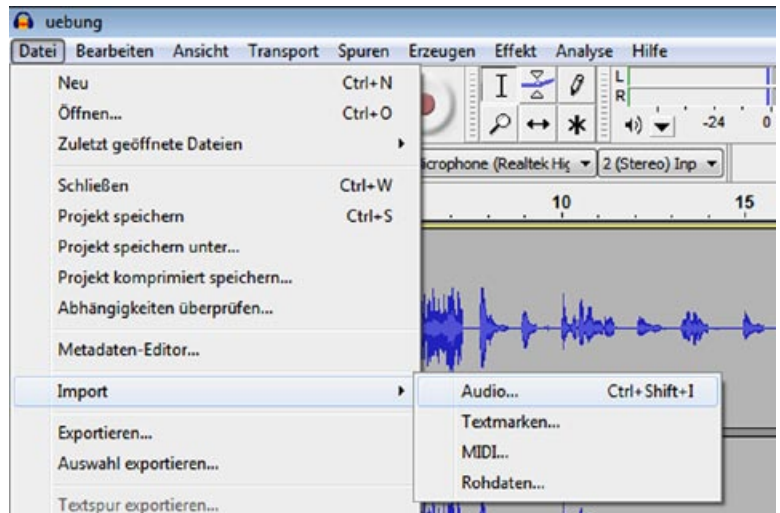 uebung
Datei Bearbeiten Ansicht Transport Spuren Erzeugen Effekt Analyse Hilfe
Neu Ctrl+N
Öffnen... Ctrl+O
Zuletzt geöffnete Dateien
Schließen Ctrl+W
Projekt speichern Ctrl+S
Projekt speichern unter...
Projekt komprimiert speichern...
Abhängigkeiten überprüfen...
Metadaten-Editor...
Import
Exportieren...
Auswahl exportieren...
Textspur exportieren...
Audio... Ctrl+Shift+I
Textmarken...
MIDI...
Rohdaten...
L
R
-24 0
icrophone (Realtek Hig 2 (Stereo) Inp
10 15